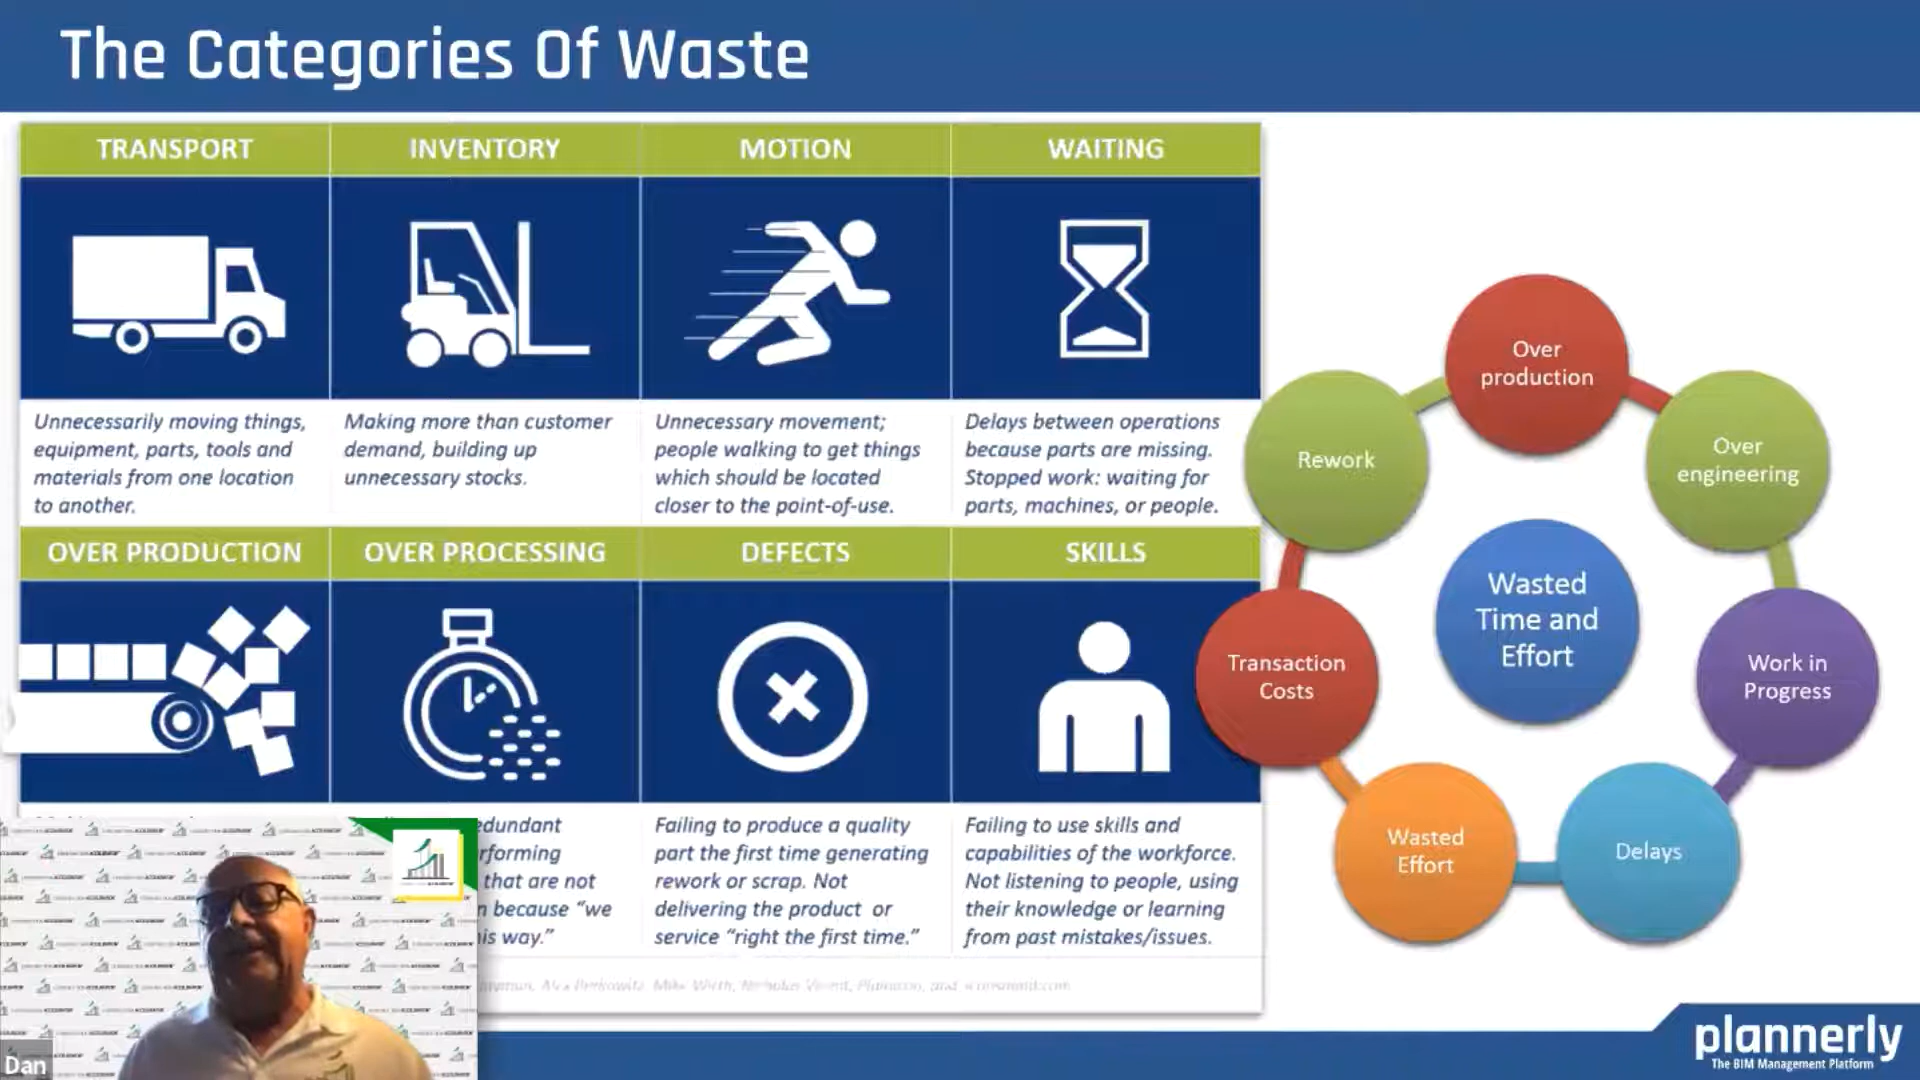 The Categories Of Waste
TRANSPORT
INVENTORY
MOTION
WAITING
Unnecessarily moving things,
equipment, parts, tools and
materials from one location
to another.
Making more than customer
demand, building up
unnecessary stocks.
Unnecessary movement;
people walking to get things
which should be located
closer to the point-of-use.
Delays between operations
because parts are missing.
Stopped work: waiting for
parts, machines, or people.
OVER PRODUCTION
OVER PROCESSING
DEFECTS
SKILLS
that are not
because “we
way.”
Failing to produce a quality
part the first time generating
rework or scrap. Not
delivering the product or
service “right the first time.”
Failing to use skills and
capabilities of the workforce.
Not listening to people, using
their knowledge or learning
from past mistakes/issues.
Over
production
Over
engineering
Work in
Progress
Delays
Wasted
Effort
Transaction
Costs
Rework
Wasted
Time and
Effort
Dan
plannerly
The BIM Management Platform